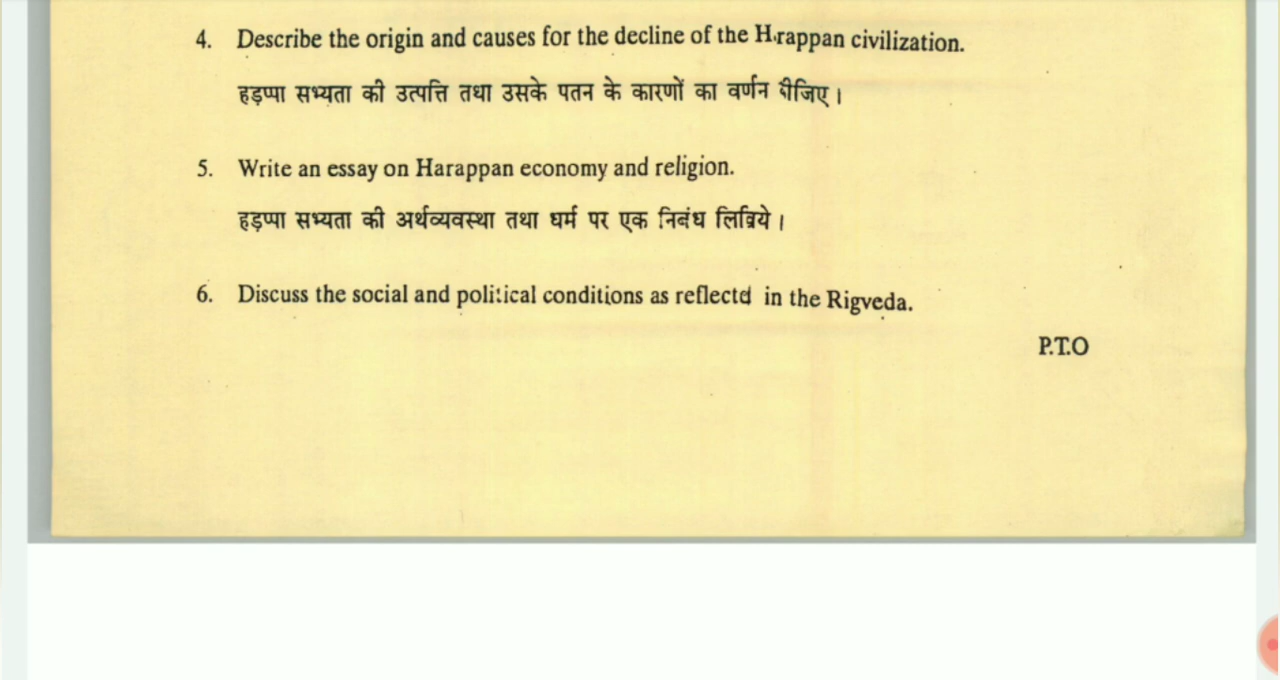 4. Describe the origin and causes for the decline of the Hrappan civilization.
हड़प्पा सभ्यता की उत्पत्ति तथा उसके पतन के कारणों का वर्णन कीजिए।
5. Write an essay on Harappan economy and religion.
हड़प्पा सभ्यता की अर्थव्यवस्था तथा धर्म पर एक निबंध लिखिये।
6. Discuss the social and political conditions as reflectd in the Rigveda.
P.T.O